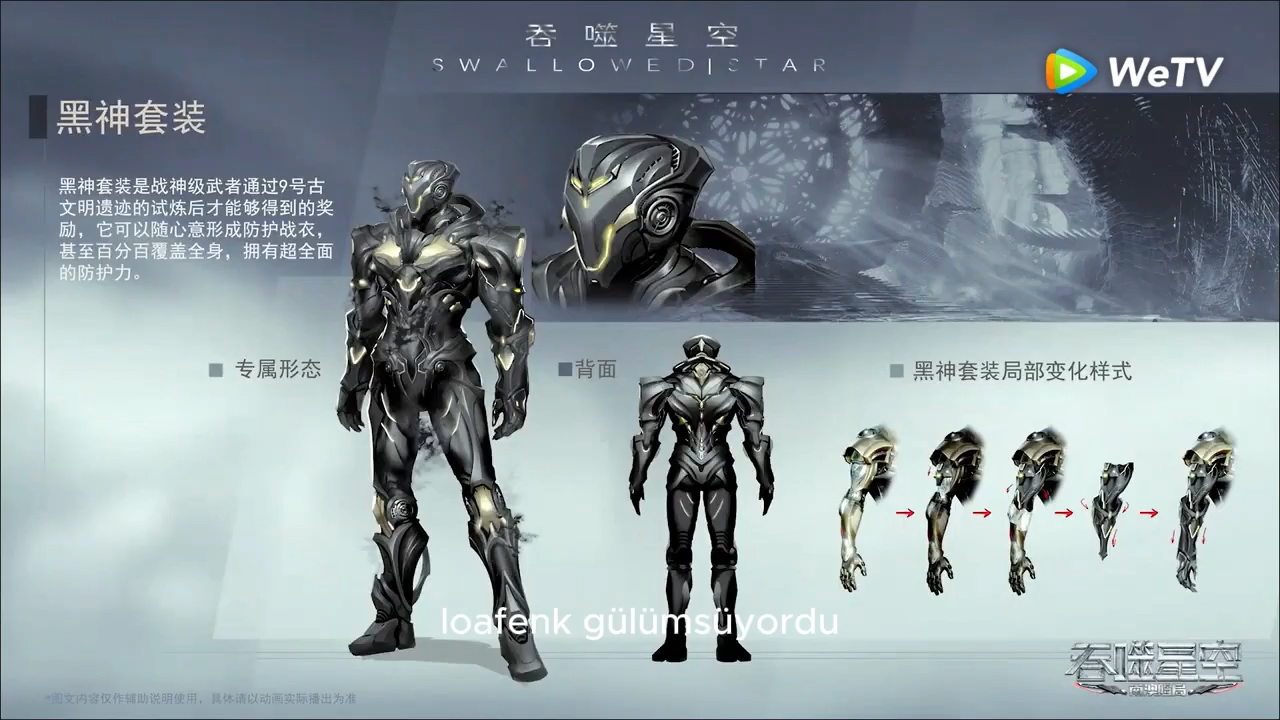 吞噬星空
SWALLOWED|STAR
WeTV
黑神套装
黑神套装是战神级武者通过9号古
文明遗迹的试炼后才能够得到的奖
励，它可以随心意形成防护战衣，
甚至百分百覆盖全身，拥有超全面
的防护力。
专属形态
背面
黑神套装局部变化样式
loafenk gülümsüyordu
吞噬星空
*图文内容仅作辅助说明使用，具体请以动画实际播出为准